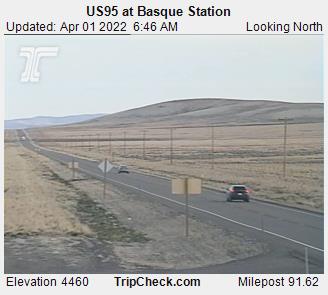 US95 at Basque Station
Updated: Apr 01 2022 6:46 AM Looking North
Elevation 4460 TripCheck.com Milepost 91.62